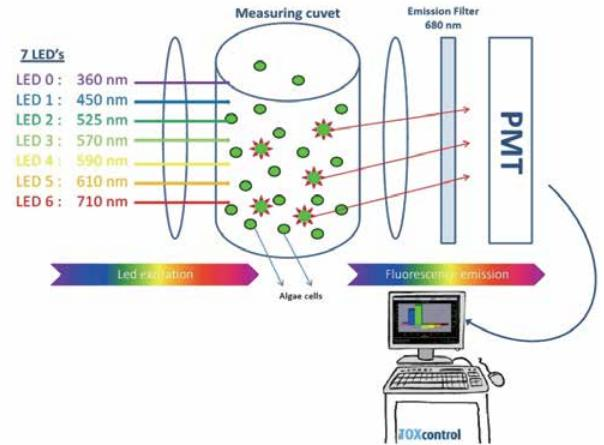 Measuring cuvet
Emission Filter
680 nm
7 LED's
LED 0 : 360 nm
LED 1 : 450 nm
LED 2 : 525 nm
LED 3 : 570 nm
LED 4 : 590 nm
LED 5 : 610 nm
LED 6 : 710 nm
PMT
Led excitation
Fluorescence emission
Algae cells
TOXcontrol